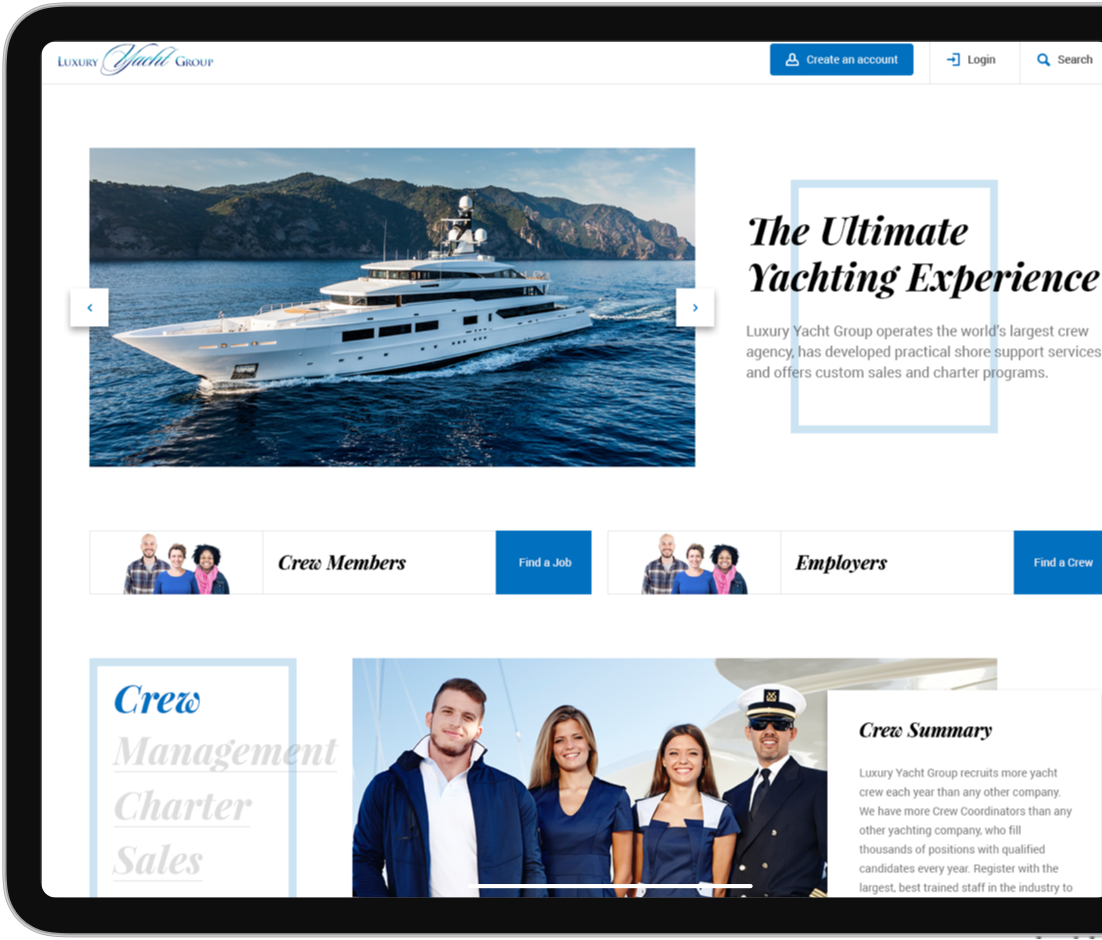 Luxury Yacht Group
Create an account
Login
Search
The Ultimate
Yachting Experience
Luxury Yacht Group operates the world's largest crew
agency, has developed practical shore support services
and offers custom sales and charter programs.
Crew Members
Find a Job
Employers
Find a Crew
Crew
Management
Charter
Sales
Crew Summary
Luxury Yacht Group recruits more yacht
crew each year than any other company.
We have more Crew Coordinators than any
other yachting company, who fill
thousands of positions with qualified
candidates every year. Register with the
largest, best trained staff in the industry to